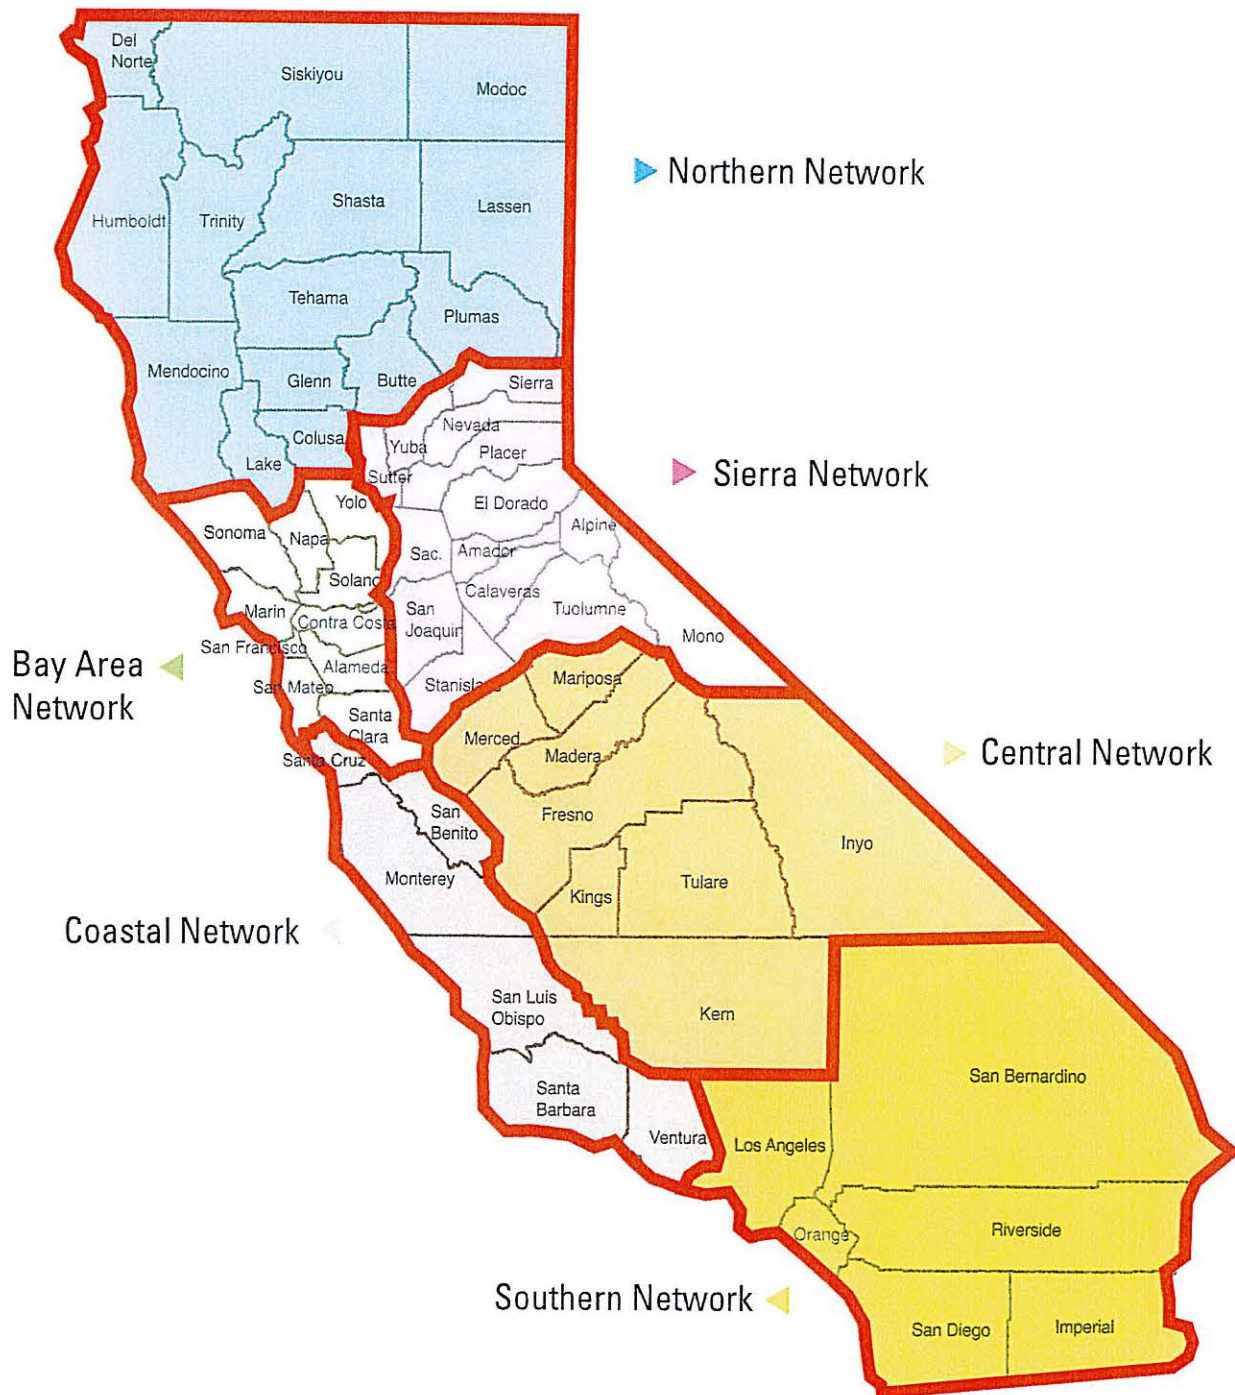 Del
Norte
Siskiyou
Modoc
Northern Network
Humboldt
Trinity
Shasta
Lassen
Tehama
Plumas
Mendocino
Glenn
Butte
Sierra
Colusa
Nevada
Yuba
Placer
Lake
Sutter
Sierra Network
Yolo
El Dorado
Sonoma
Napa
Alpine
Sac.
Amador
Solano
Calaveras
Marin
Contra Costa
San
Joaquin
Tuolumne
Mono
San Francisco
Bay Area
Network
Alameda
San Mateo
Stanisla
Mariposa
Santa
Clara
Merced
Madera
Central Network
Santa Cruz
San
Benito
Fresno
Inyo
Monterey
Kings
Tulare
Coastal Network
San Luis
Obispo
Kern
San Bernardino
Santa
Barbara
Ventura
Los Angeles
Orange
Riverside
Southern Network
San Diego
Imperial